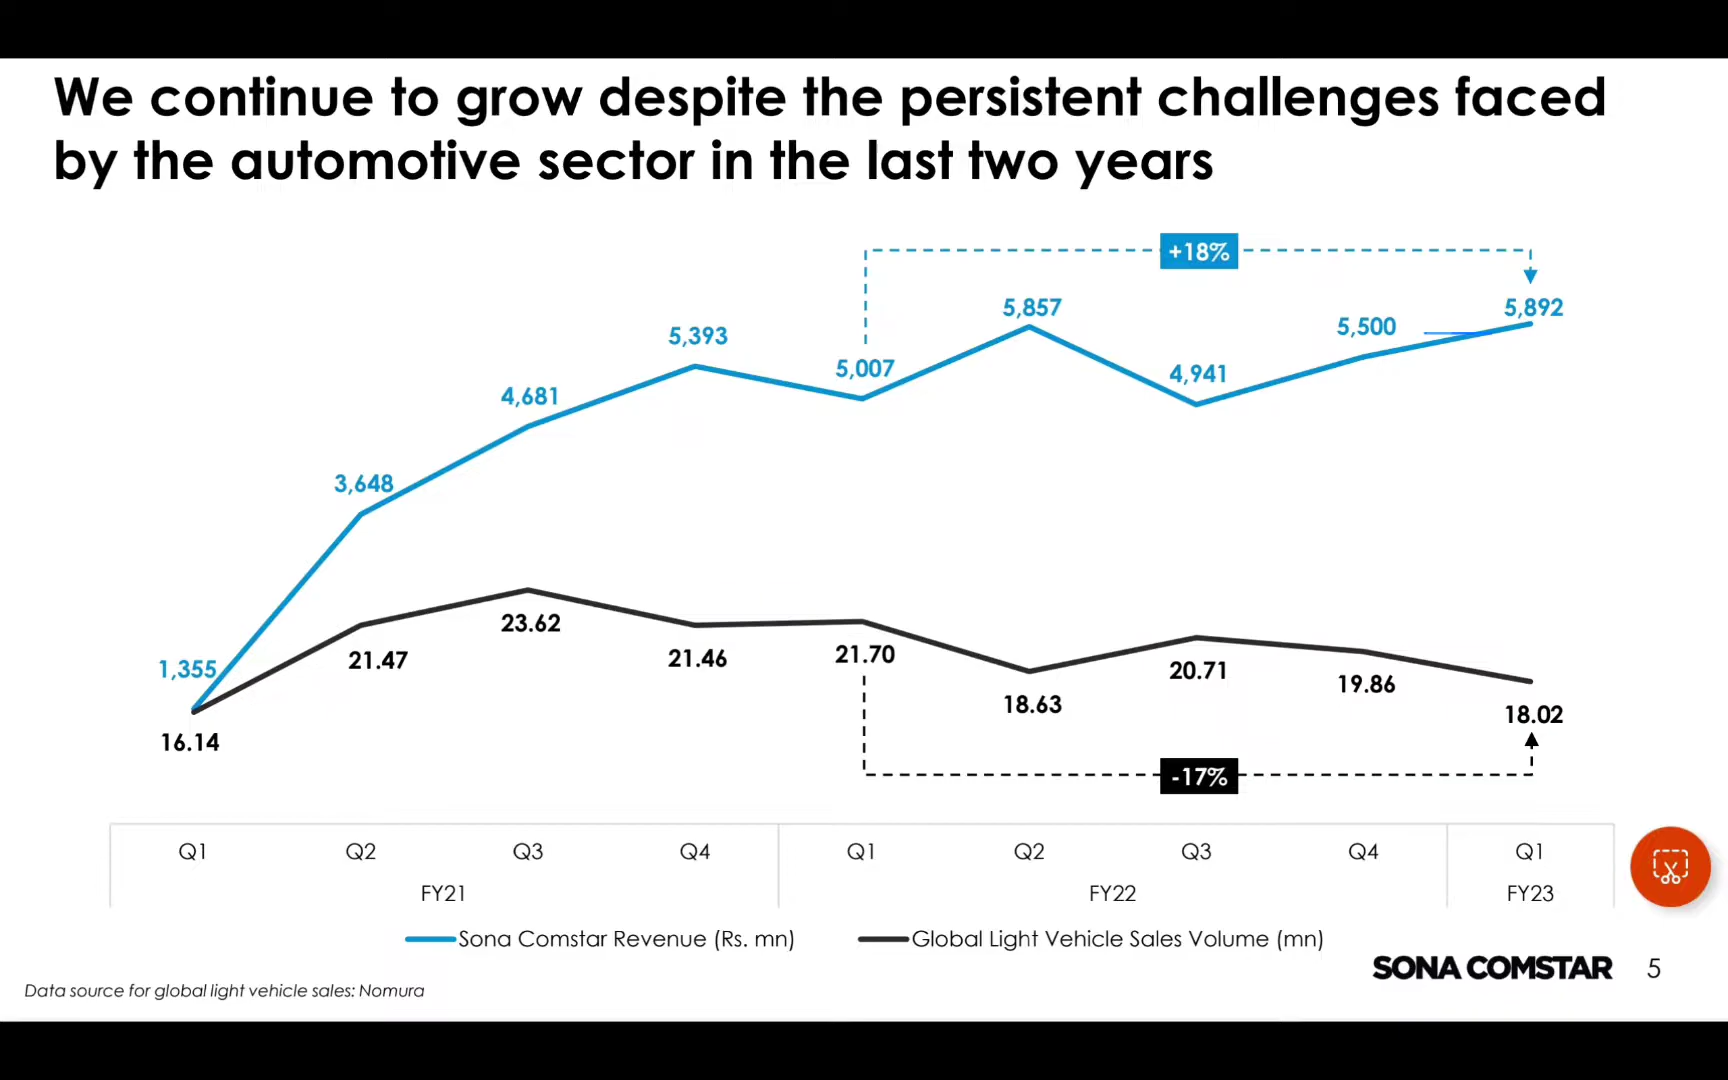 We continue to grow despite the persistent challenges faced
by the automotive sector in the last two years
+18%
5,857
5,892
5,500
5,393
5,007
4,941
4,681
3,648
1,355
23.62
21.47
21.46
21.70
20.71
19.86
18.63
18.02
16.14
-17%
Q1 Q2 Q3 Q4 Q1 Q2 Q3 Q4 Q1
FY21 FY22 FY23
Sona Comstar Revenue (Rs. mn) Global Light Vehicle Sales Volume (mn)
SONA COMSTAR 5
Data source for global light vehicle sales: Nomura